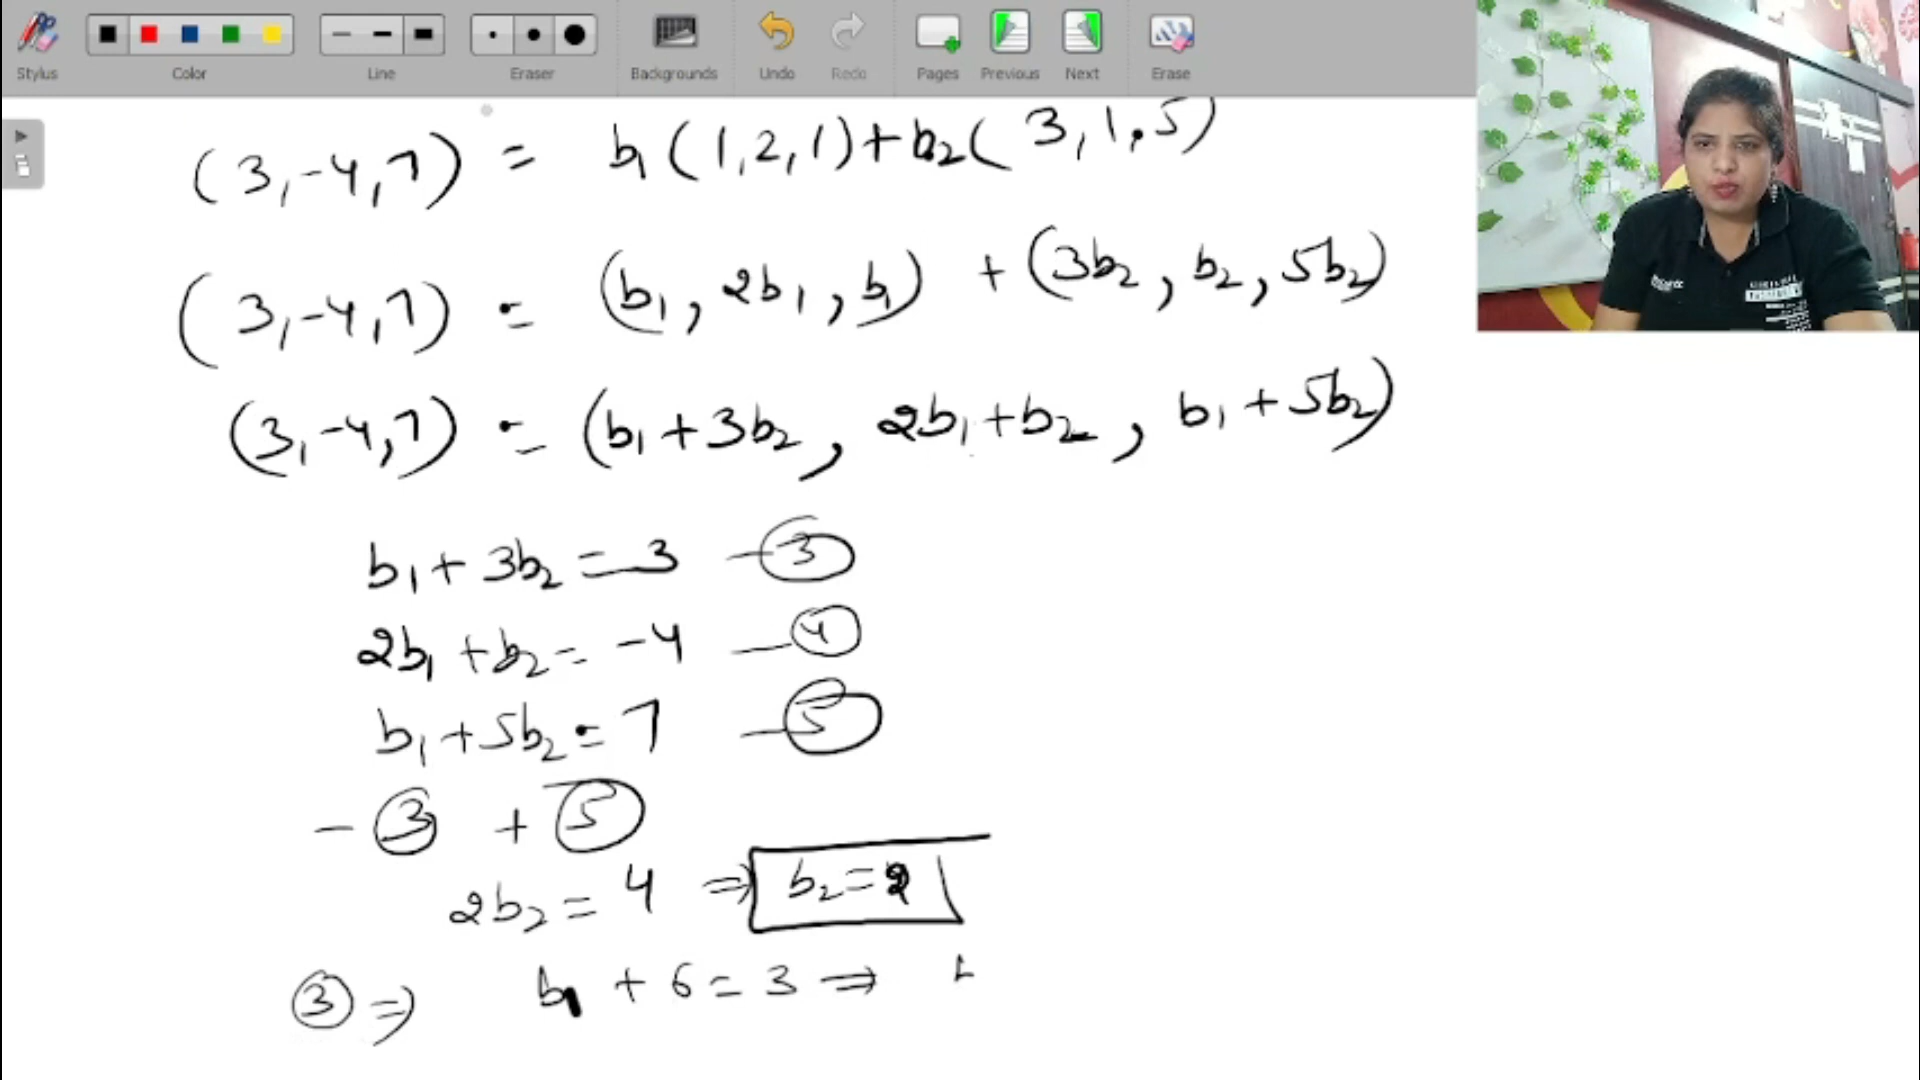 Stylus Color Line Eraser Backgrounds Undo Redo Pages Previous Next Erase
(3,-4,7) = b1(1,2,1)+b2(3,1,5)
(3,-4,7) = (b1, 2b1, b1) + (3b2, b2, 5b2)
(3,-4,7) = (b1+3b2, 2b1+b2, b1+5b2)
b1+3b2=3 — 3
2b1+b2=-4 — 4
b1+5b2=7 — 5
- 3 + 5
2b2=4 ⇒ b2=2
3 ⇒ b1+6=3 ⇒